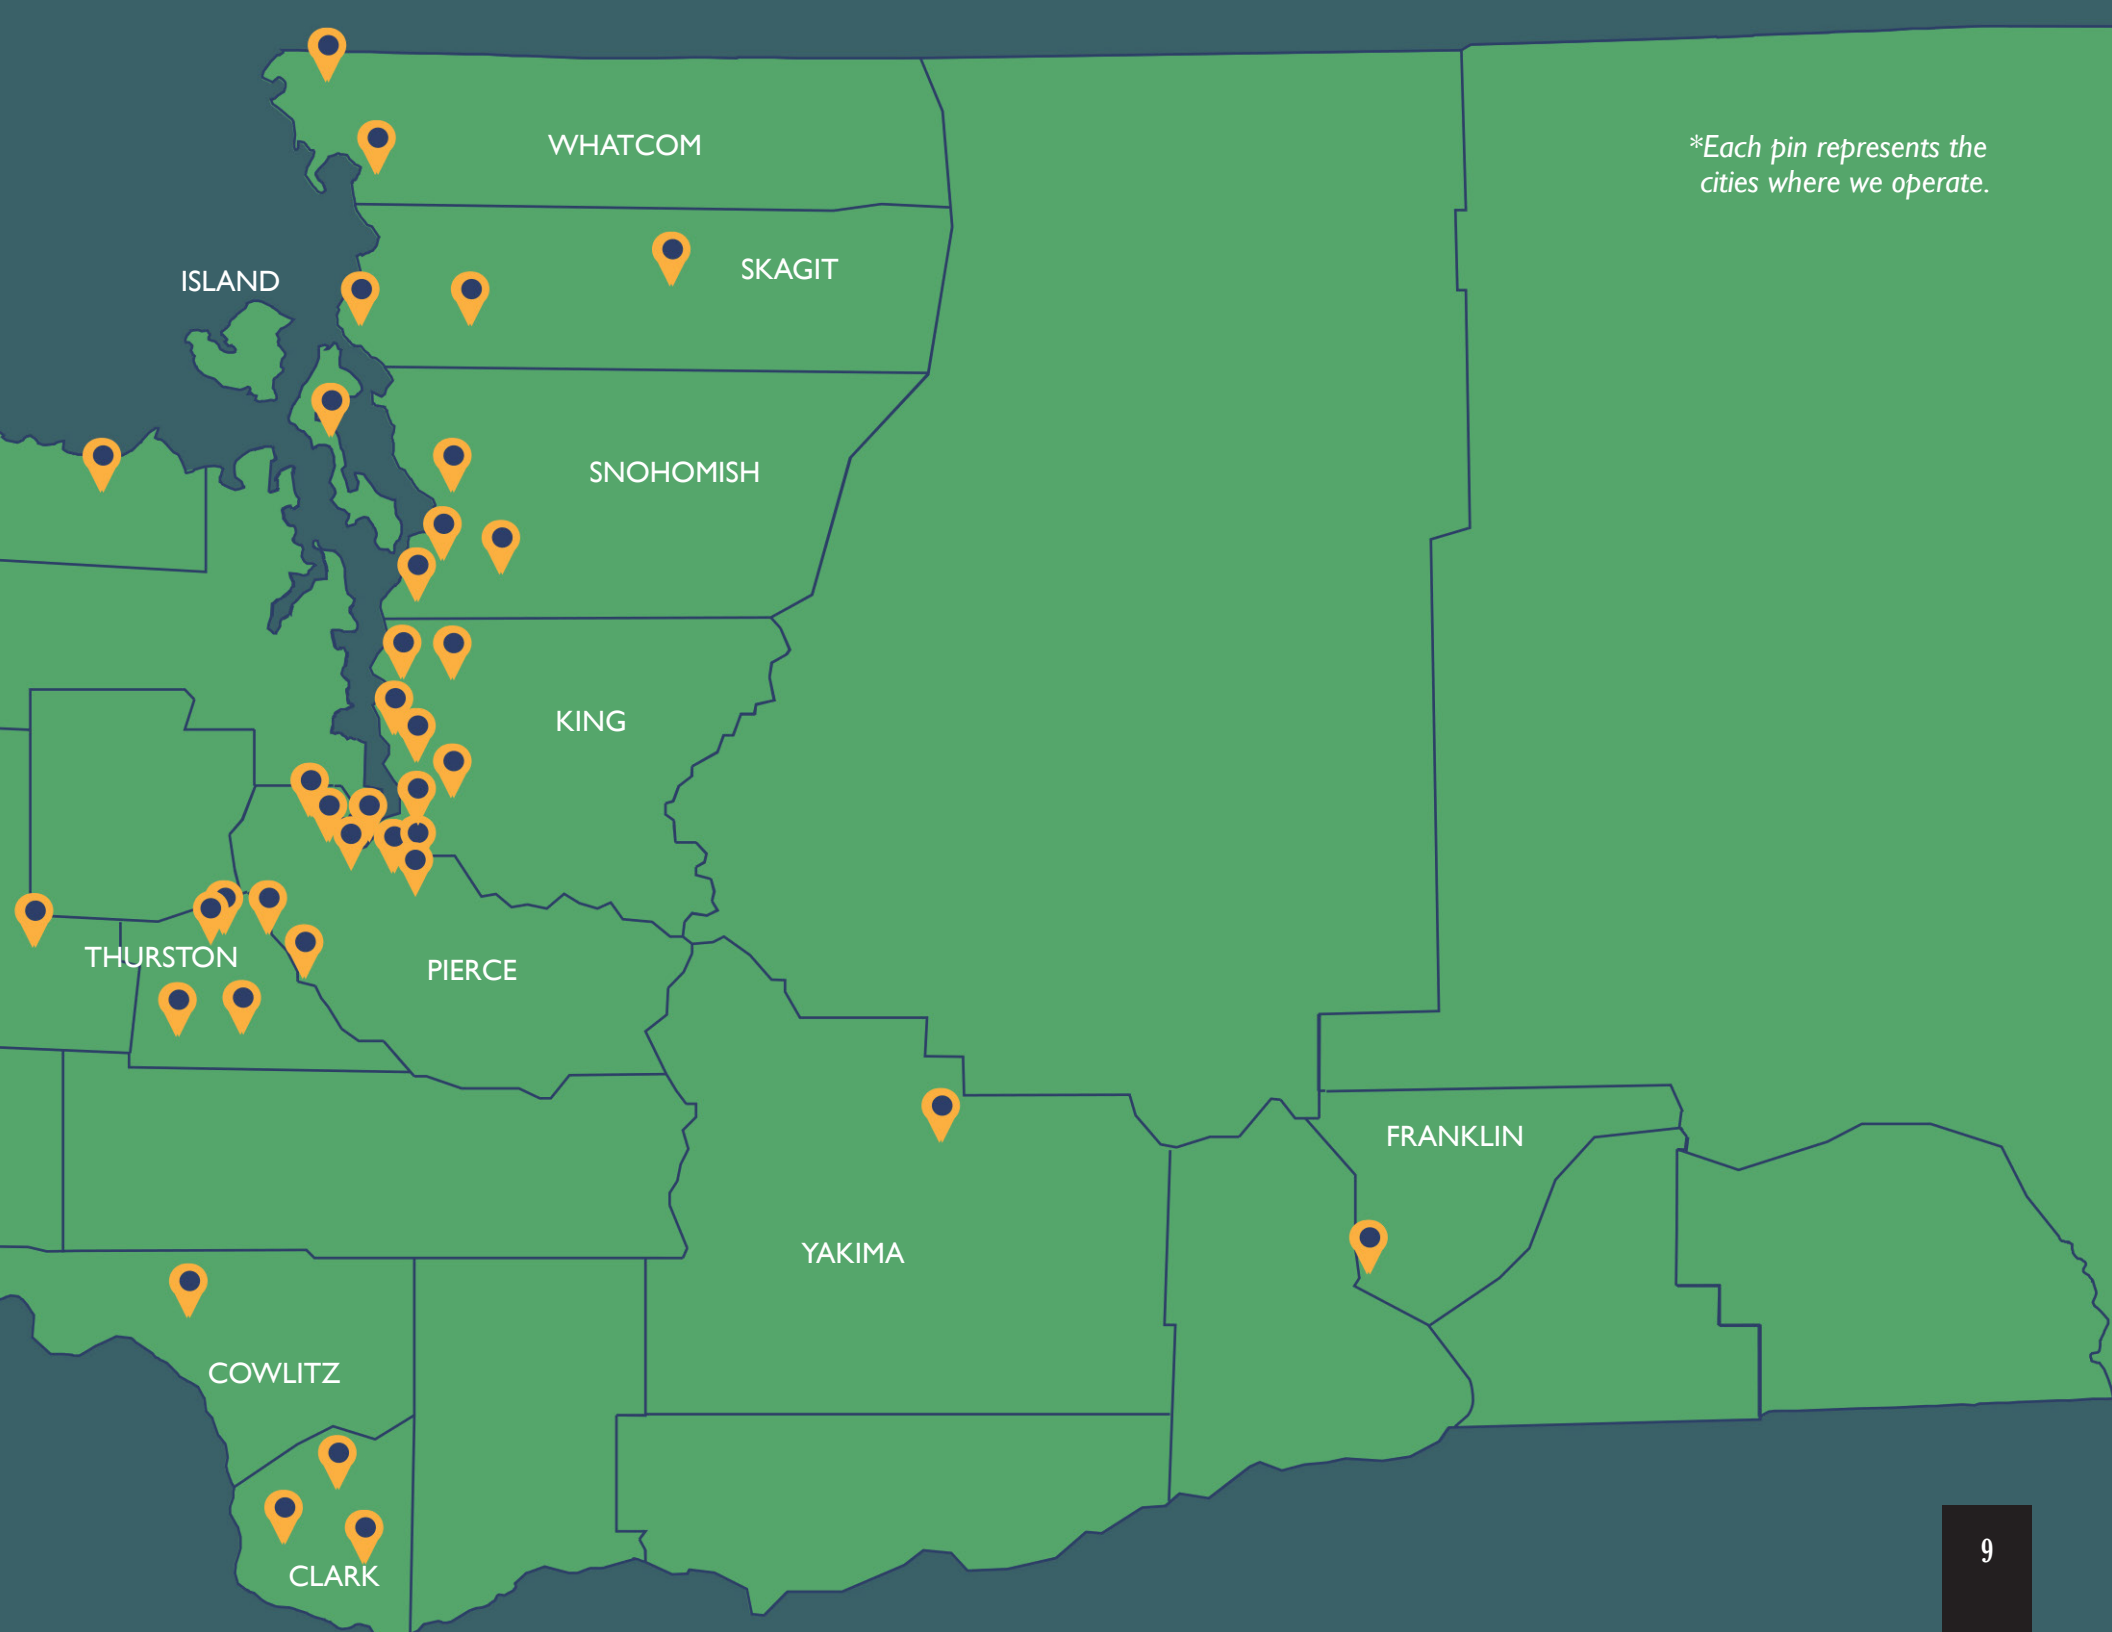 WHATCOM
*Each pin represents the
cities where we operate.
SKAGIT
ISLAND
SNOHOMISH
KING
THURSTON
PIERCE
FRANKLIN
YAKIMA
COWLITZ
CLARK
9